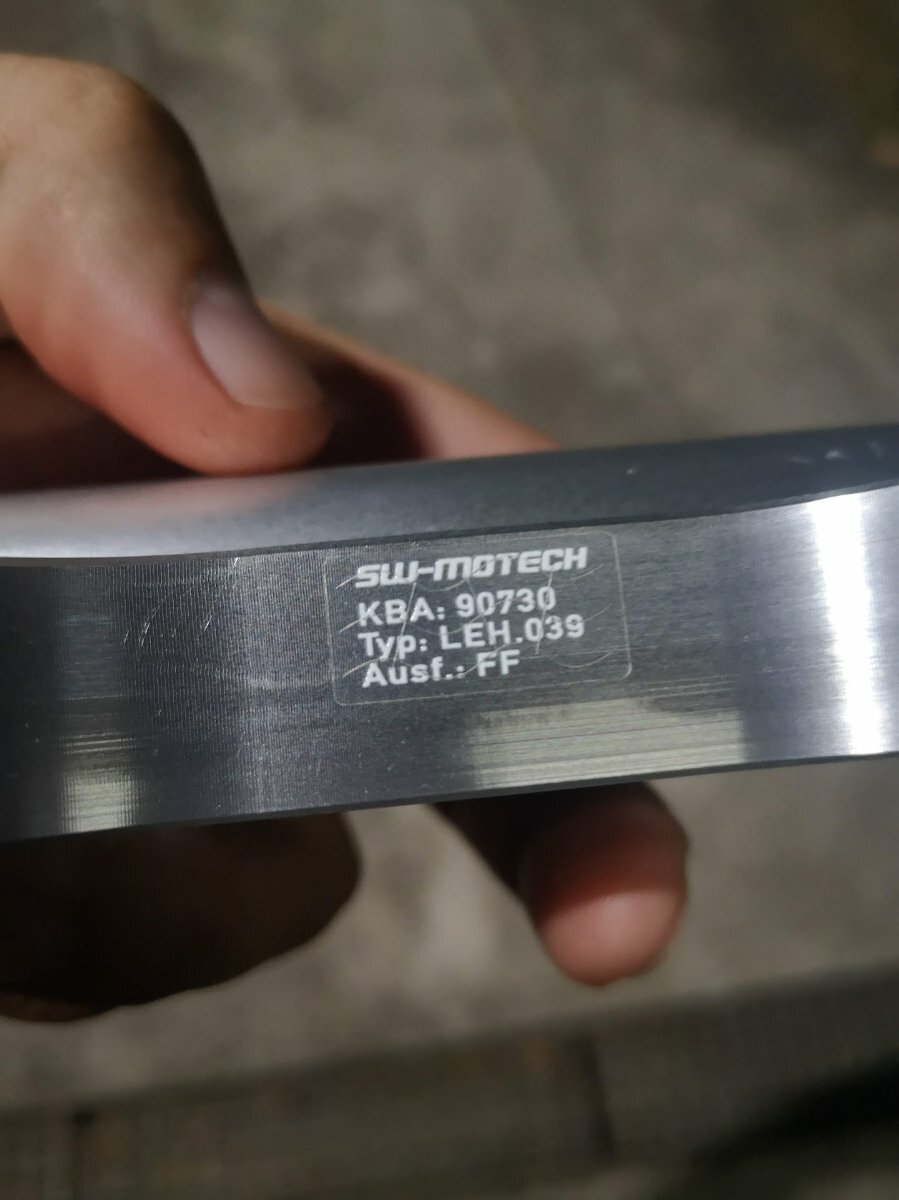 SW-MOTECH
KBA: 90730
Typ: LEH.039
Ausf.: FF